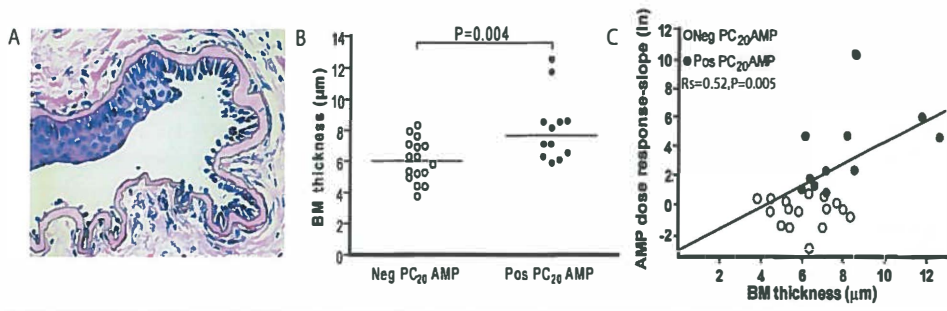 A
B
C
P=0.004
14
12
10
8
6
4
2
0
BM thickness (μm)
Neg PC20 AMP
Pos PC20 AMP
AMP dose response-slope (ln)
12
10
8
6
4
2
0
-2
○Neg PC20AMP
● Pos PC20AMP
Rs=0.52,P=0.005
2
4
6
8
10
12
BM thickness (μm)